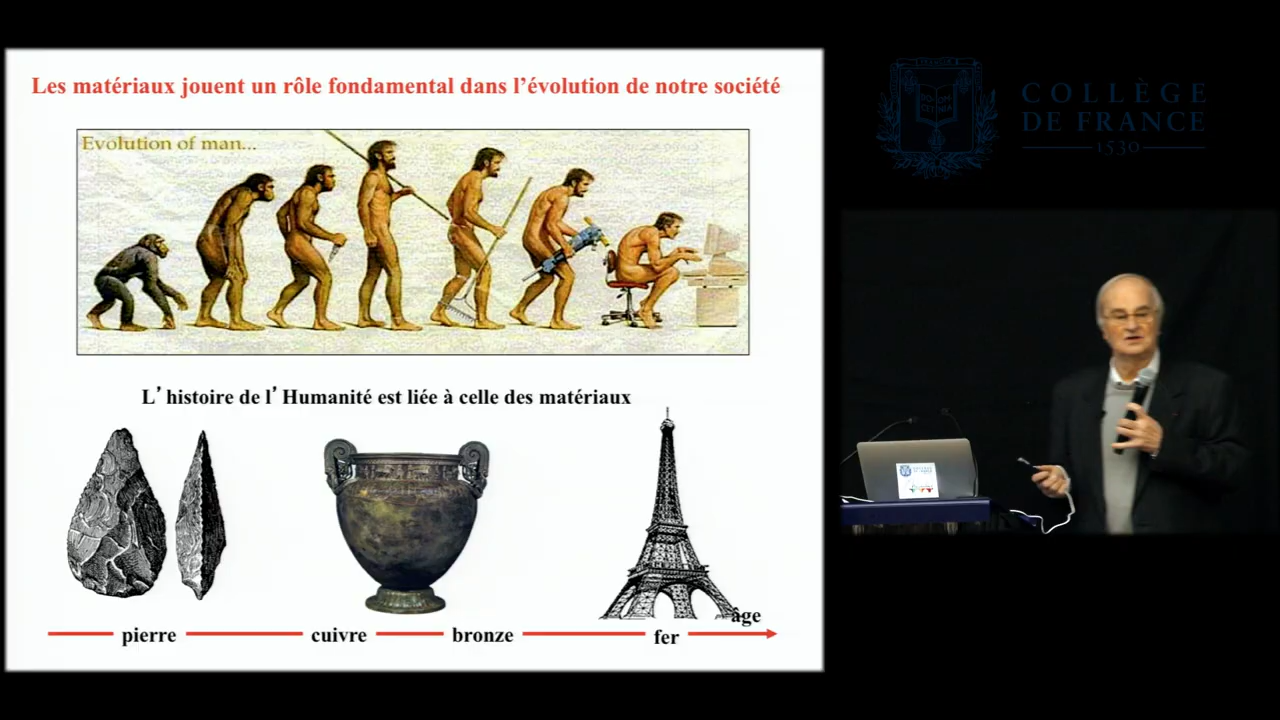 Les matériaux jouent un rôle fondamental dans l’évolution de notre société
Evolution of man...
L’histoire de l’Humanité est liée à celle des matériaux
âge
pierre cuivre bronze fer
COLLÈGE
DE FRANCE
1530